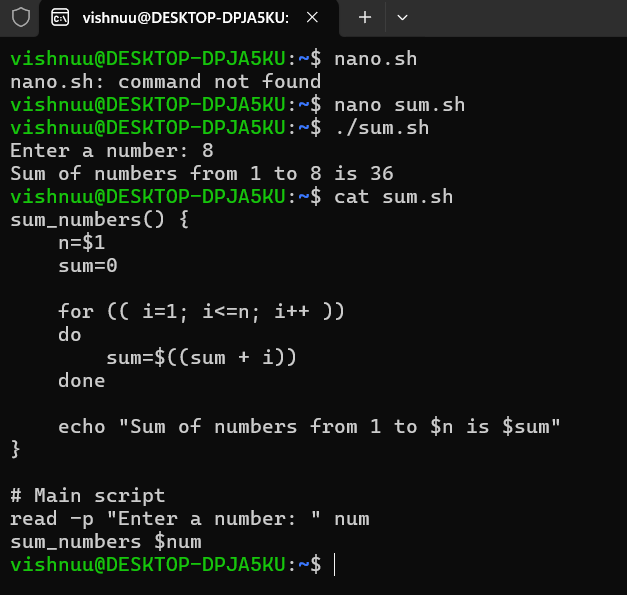 vishnuu@DESKTOP-DPJA5KU:
vishnuu@DESKTOP-DPJA5KU:~$ nano.sh
nano.sh: command not found
vishnuu@DESKTOP-DPJA5KU:~$ nano sum.sh
vishnuu@DESKTOP-DPJA5KU:~$ ./sum.sh
Enter a number: 8
Sum of numbers from 1 to 8 is 36
vishnuu@DESKTOP-DPJA5KU:~$ cat sum.sh
sum_numbers() {
    n=$1
    sum=0

    for (( i=1; i<=n; i++ ))
    do
        sum=$((sum + i))
    done

    echo "Sum of numbers from 1 to $n is $sum"
}

# Main script
read -p "Enter a number: " num
sum_numbers $num
vishnuu@DESKTOP-DPJA5KU:~$